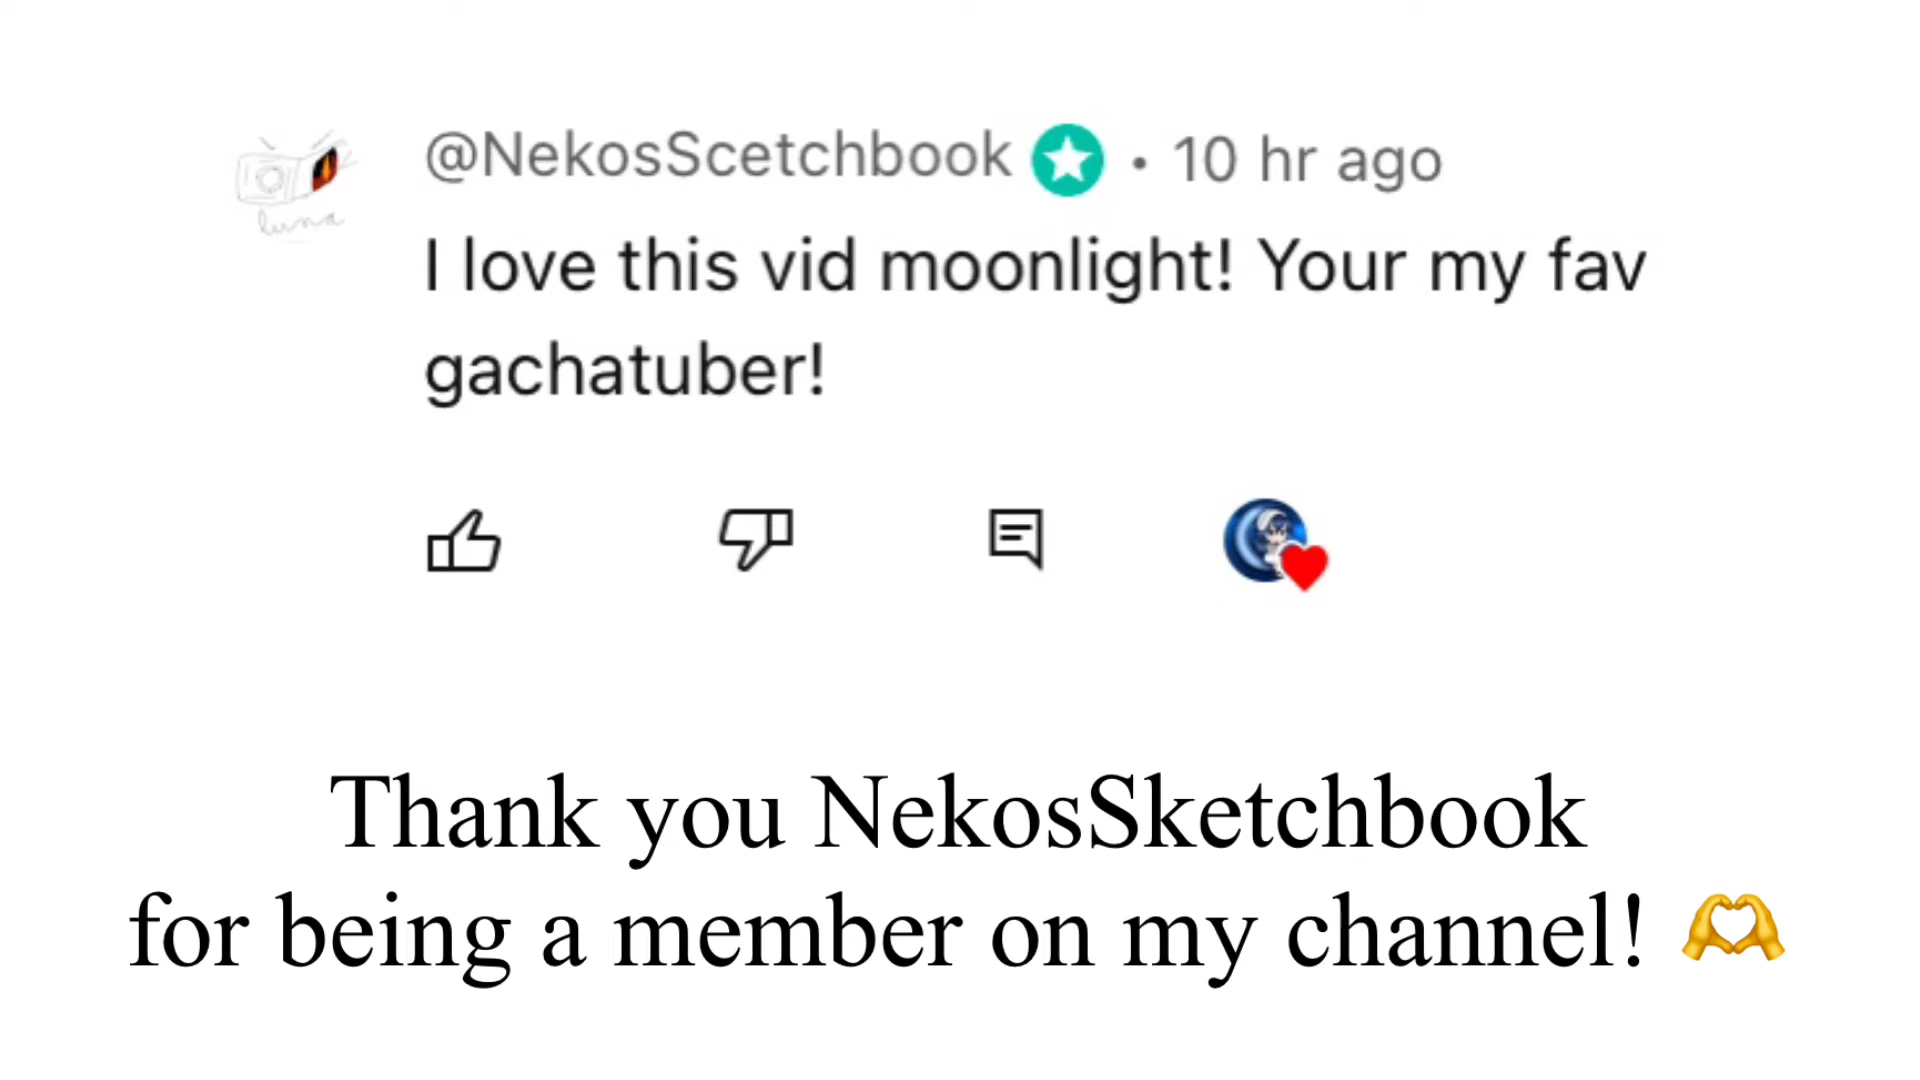 @NekosScetchbook • 10 hr ago
luna
I love this vid moonlight! Your my fav
gachatuber!
Thank you NekosSketchbook
for being a member on my channel! 🫶